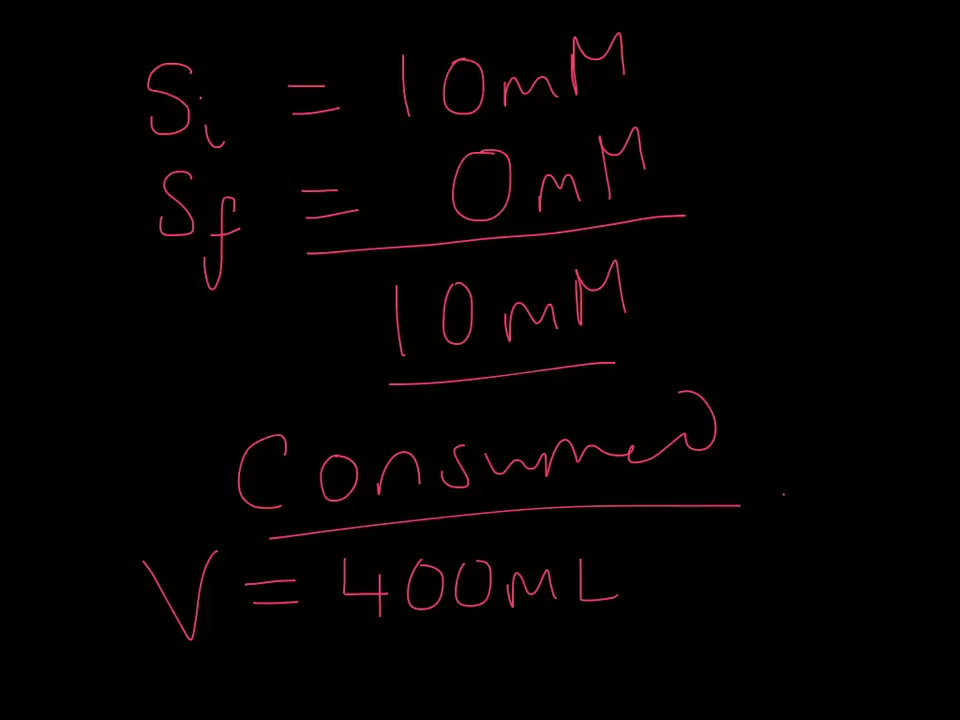 Si = 10mM
Sf = 0mM
10mM
Consumed
V = 400mL